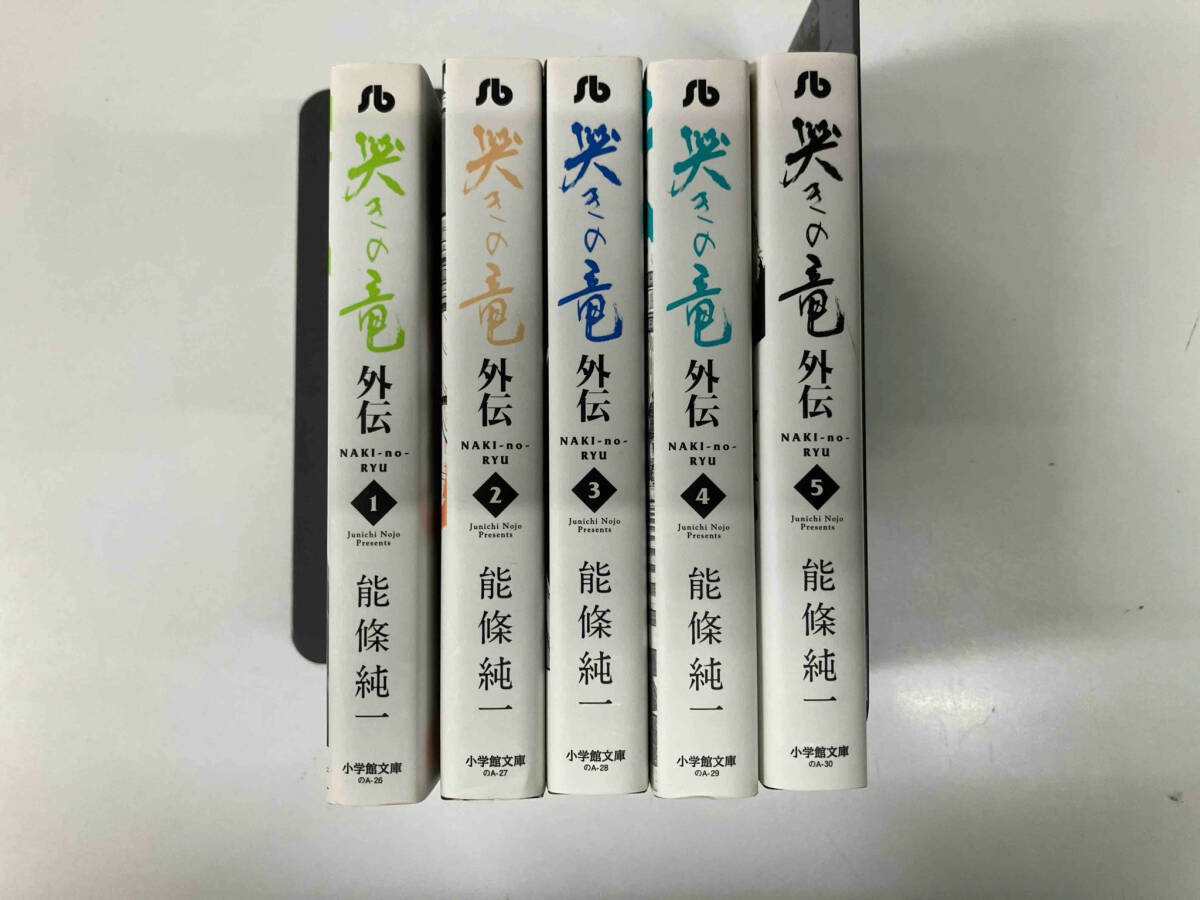 哭きの竜
外伝
NAKI-no-
RYU
1
Junichi Nojo
Presents
能條純一
小学館文庫
のA-26
哭きの竜
外伝
NAKI-no-
RYU
2
Junichi Nojo
Presents
能條純一
小学館文庫
のA-27
哭きの竜
外伝
NAKI-no-
RYU
3
Junichi Nojo
Presents
能條純一
小学館文庫
のA-28
哭きの竜
外伝
NAKI-no-
RYU
4
Junichi Nojo
Presents
能條純一
小学館文庫
のA-29
哭きの竜
外伝
NAKI-no-
RYU
5
Junichi Nojo
Presents
能條純一
小学館文庫
のA-30